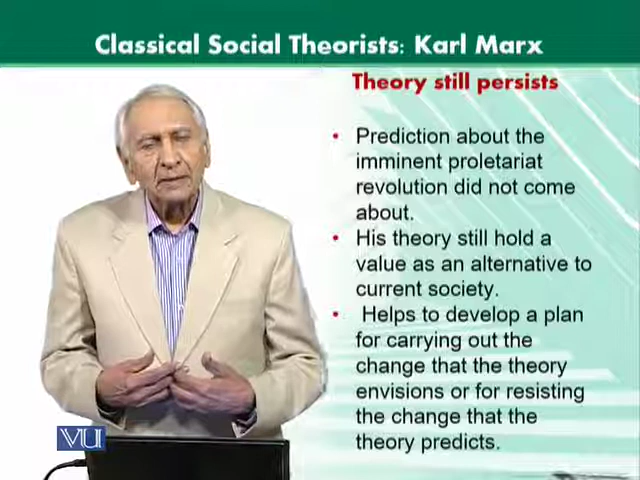 Classical Social Theorists: Karl Marx
Theory still persists
• Prediction about the
imminent proletariat
revolution did not come
about.
• His theory still hold a
value as an alternative to
current society.
• Helps to develop a plan
for carrying out the
change that the theory
envisions or for resisting
the change that the
theory predicts.
VU